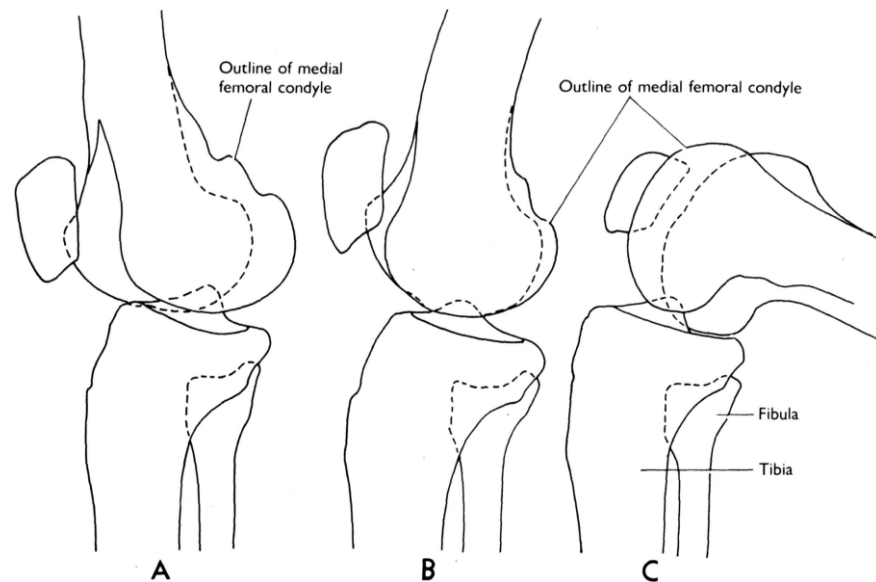 Outline of medial
femoral condyle
Outline of medial femoral condyle
Fibula
Tibia
A
B
C